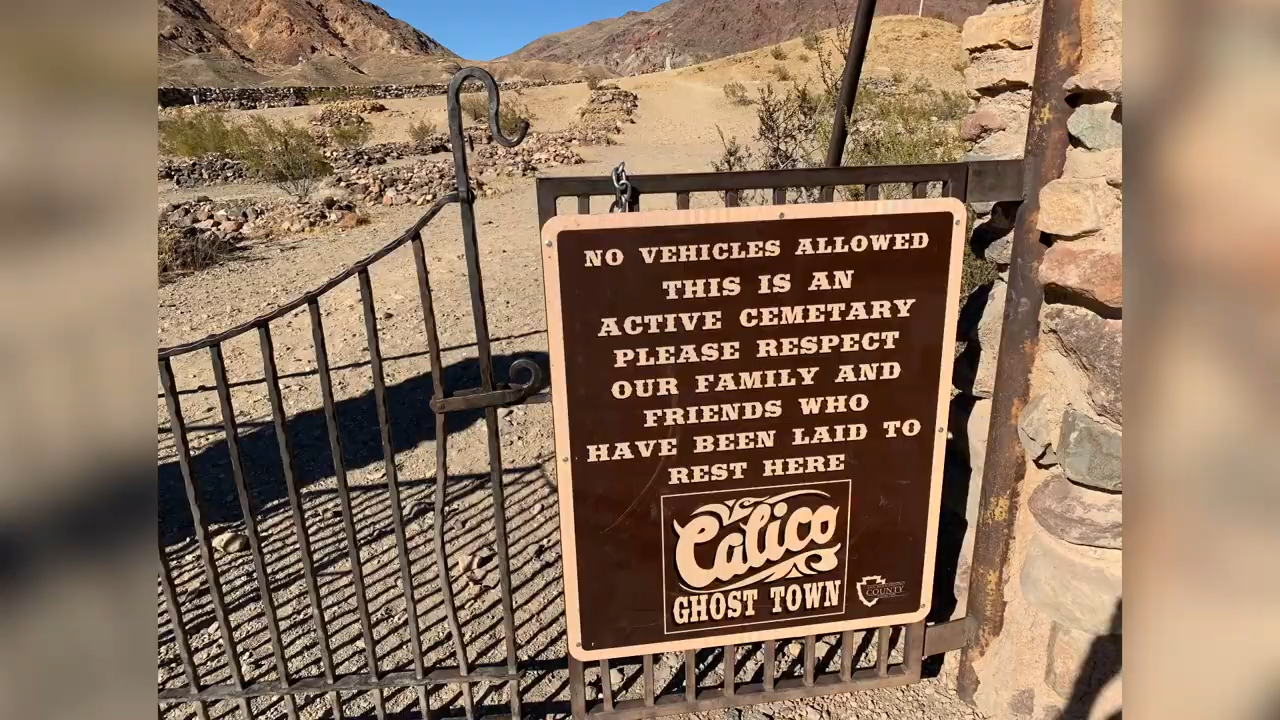 NO VEHICLES ALLOWED
THIS IS AN
ACTIVE CEMETARY
PLEASE RESPECT
OUR FAMILY AND
FRIENDS WHO
HAVE BEEN LAID TO
REST HERE
Calico
GHOST TOWN
COUNTY